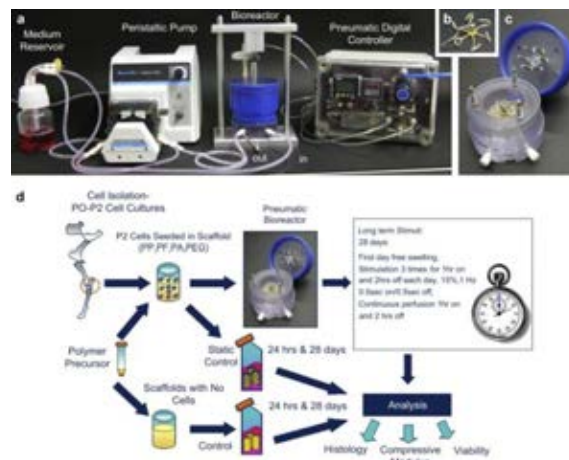 a
Medium
Reservoir
Peristaltic Pump
Bioreactor
Pneumatic Digital
Controller
out
in
b
c
d
Cell Isolation-
PO-P2 Cell Cultures
P2 Cells Seeded in Scaffold
(PP,PF,PA,PEG)
Pneumatic
Bioreactor
Long term Stimuli:
28 days
First day free swelling,
Stimulation 3 times for 1Hr on
and 2hrs off each day, 15%,1 Hz
0.5sec on/0.5sec off,
Continuous perfusion 1Hr on
and 2 hrs off
Polymer
Precursor
Static
Control
24 hrs & 28 days
Scaffolds with No
Cells
24 hrs & 28 days
Control
Analysis
Histology
Compressive
Viability